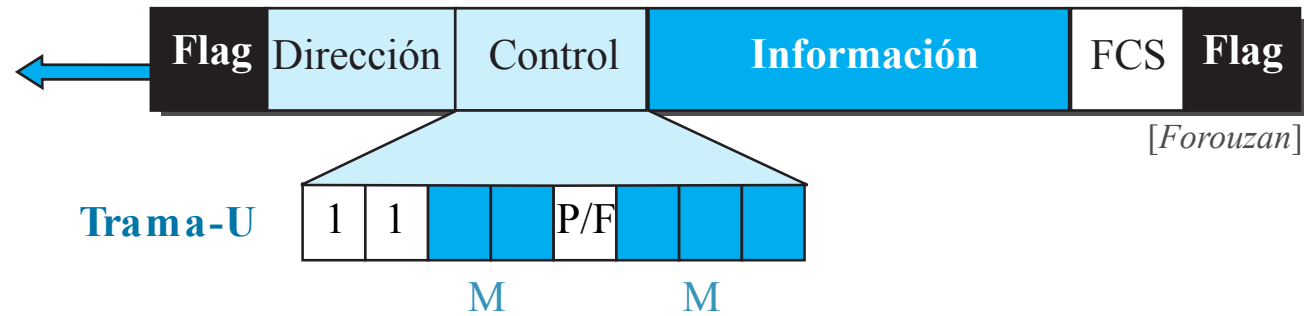 Flag Dirección Control Información FCS Flag
[Forouzan]
Trama-U 1 1 P/F
M M